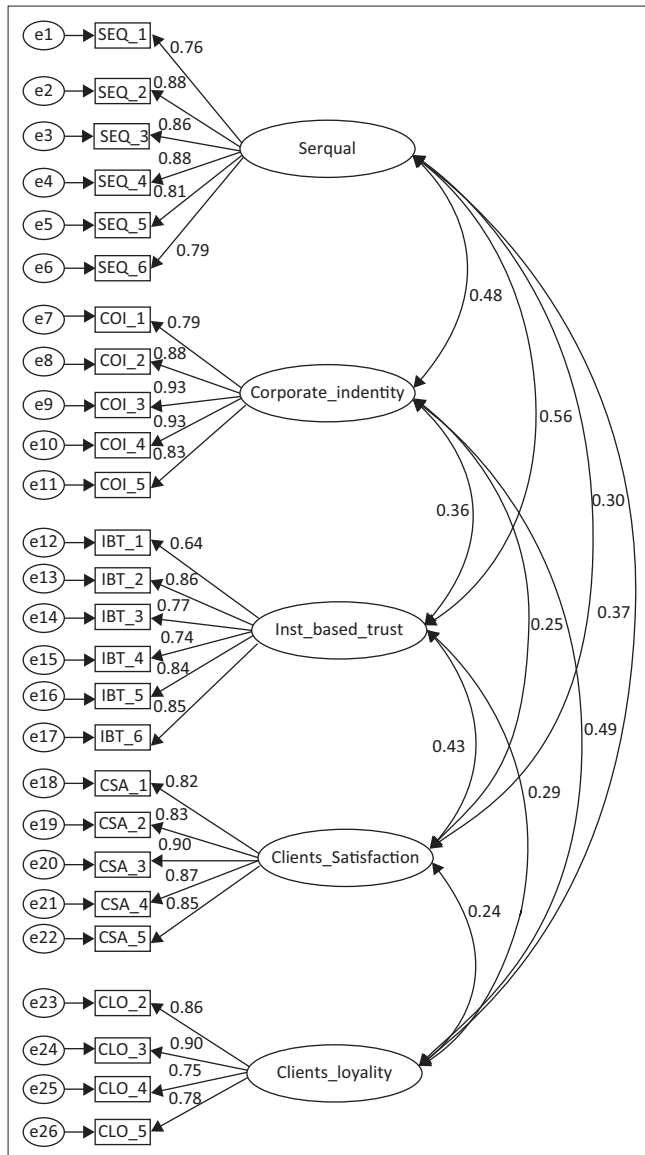 e1 SEQ_1
0.76
e2 SEQ_2
0.88
e3 SEQ_3
0.86
Serqual
e4 SEQ_4
0.88
e5 SEQ_5
0.81
e6 SEQ_6
0.79
0.48
e7 COI_1
0.79
e8 COI_2
0.88
e9 COI_3
0.93
Corporate_indentity
e10 COI_4
0.93
e11 COI_5
0.83
0.56
0.30
0.36
e12 IBT_1
0.64
e13 IBT_2
0.86
e14 IBT_3
0.77
Inst_based_trust
0.25
0.37
e15 IBT_4
0.74
e16 IBT_5
0.84
e17 IBT_6
0.85
0.43
0.49
0.29
e18 CSA_1
0.82
e19 CSA_2
0.83
e20 CSA_3
0.90
Clients_Satisfaction
e21 CSA_4
0.87
e22 CSA_5
0.85
0.24
e23 CLO_2
0.86
e24 CLO_3
0.90
Clients_loyality
e25 CLO_4
0.75
e26 CLO_5
0.78